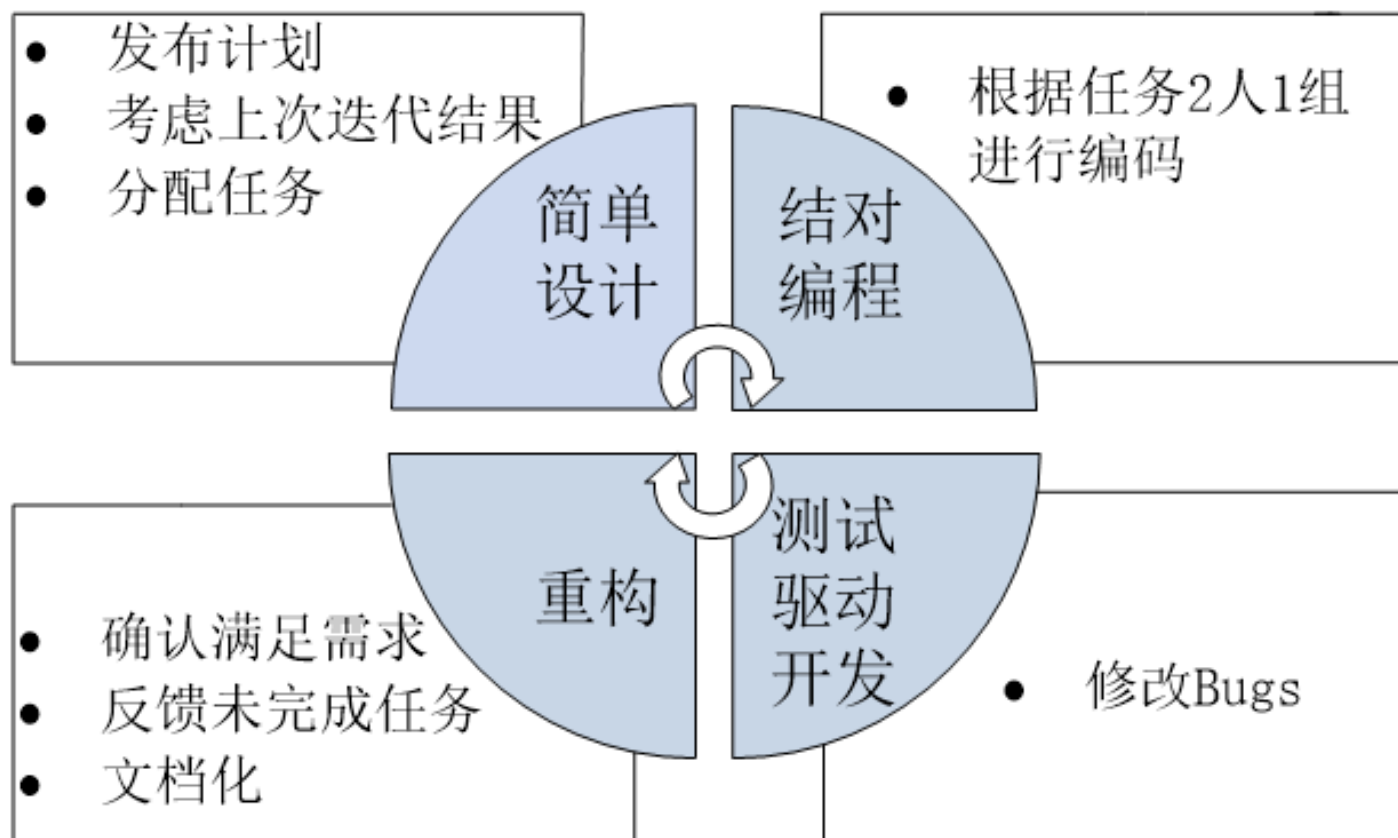 ● 发布计划
● 考虑上次迭代结果
● 分配任务
简单
设计
● 根据任务2人1组
进行编码
结对
编程
重构
● 确认满足需求
● 反馈未完成任务
● 文档化
测试
驱动
开发
● 修改Bugs